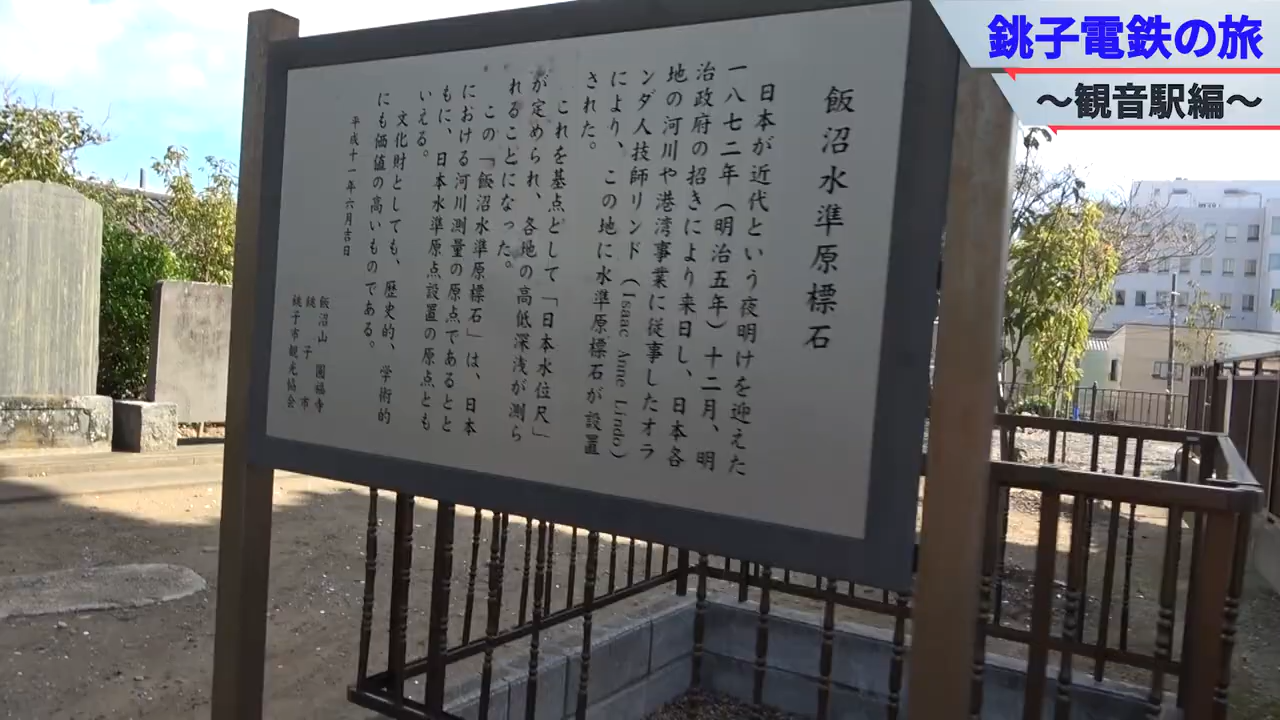 銚子電鉄の旅
〜観音駅編〜
飯沼水準原標石
日本が近代という夜明けを迎えた
一八七二年（明治五年）十二月、明
治政府の招きにより来日し、日本各
地の河川や港湾事業に従事したオラ
ンダ人技師リンド（Isaac Anne Lindo）
により、この地に水準原標石が設置
された。
これを基点として「日本水位尺」
が定められ、各地の高低深浅が測ら
れることになった。
この「飯沼水準原標石」は、日本
における河川測量の原点であるとと
もに、日本水準原点設置の原点とも
いえる。
文化財としても、歴史的、学術的
にも価値の高いものである。
平成十一年六月吉日
飯沼山 圓福寺
銚子市
銚子市観光協会